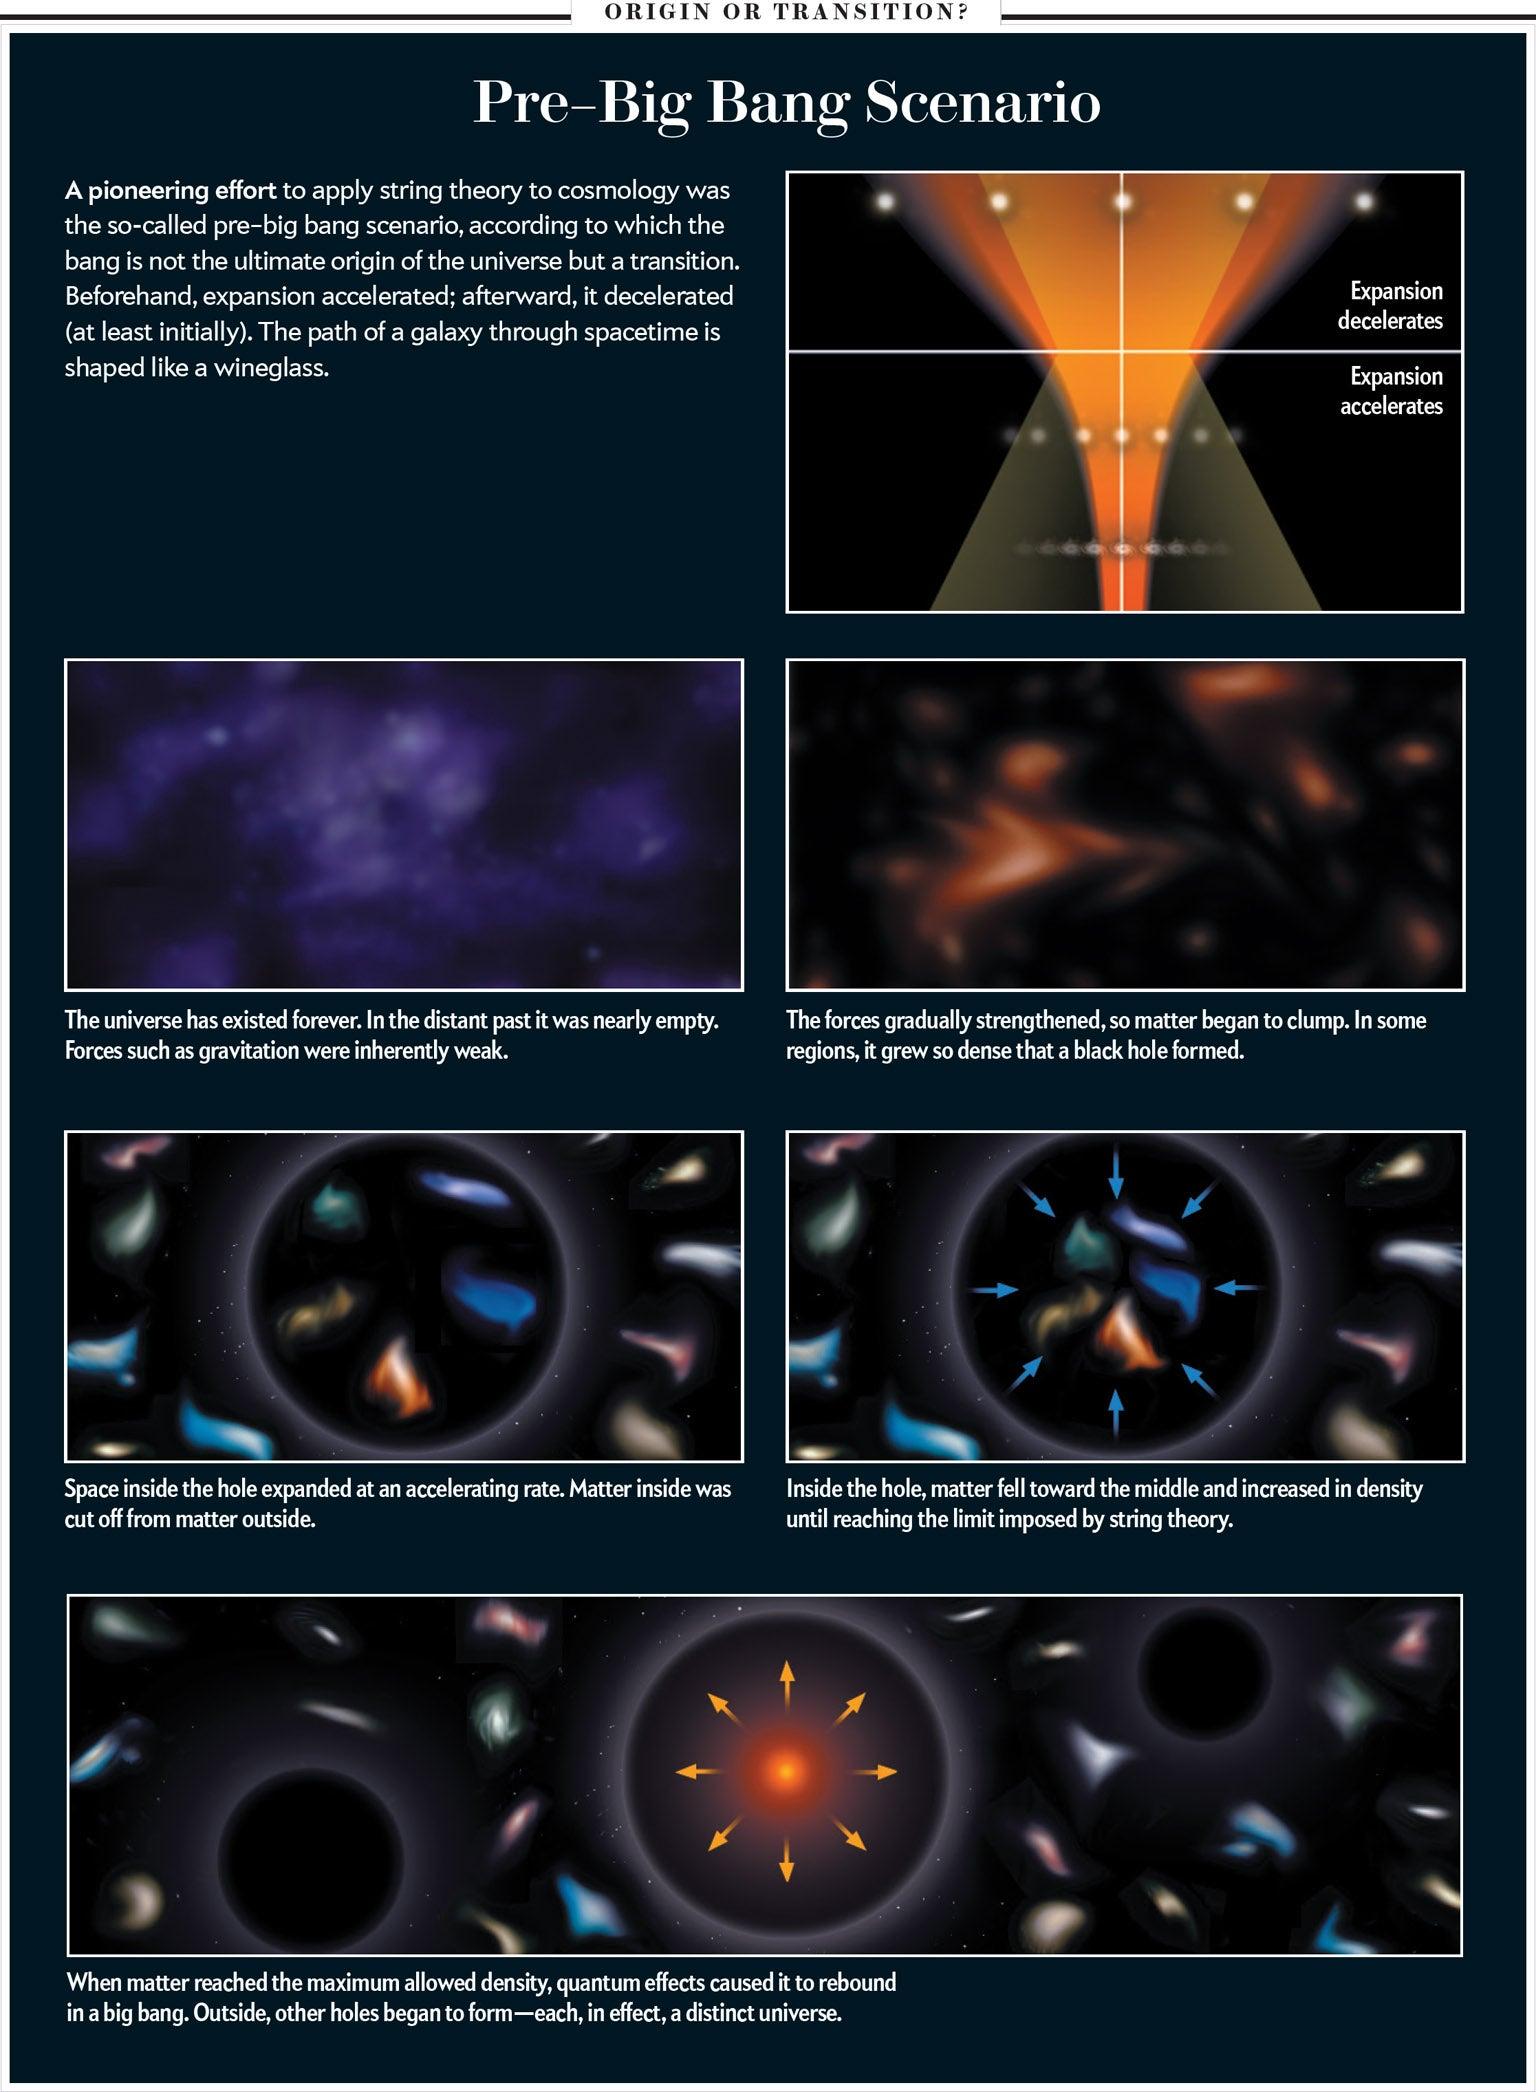 ORIGIN OR TRANSITION?
Pre–Big Bang Scenario
A pioneering effort to apply string theory to cosmology was
the so-called pre–big bang scenario, according to which the
bang is not the ultimate origin of the universe but a transition.
Beforehand, expansion accelerated; afterward, it decelerated
(at least initially). The path of a galaxy through spacetime is
shaped like a wineglass.
Expansion
decelerates
Expansion
accelerates
The universe has existed forever. In the distant past it was nearly empty.
Forces such as gravitation were inherently weak.
The forces gradually strengthened, so matter began to clump. In some
regions, it grew so dense that a black hole formed.
Space inside the hole expanded at an accelerating rate. Matter inside was
cut off from matter outside.
Inside the hole, matter fell toward the middle and increased in density
until reaching the limit imposed by string theory.
When matter reached the maximum allowed density, quantum effects caused it to rebound
in a big bang. Outside, other holes began to form—each, in effect, a distinct universe.